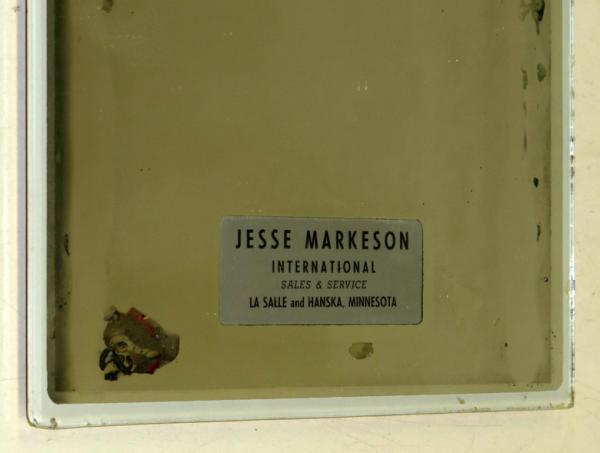 JESSE MARKESON
INTERNATIONAL
SALES & SERVICE
LA SALLE and HANSKA, MINNESOTA